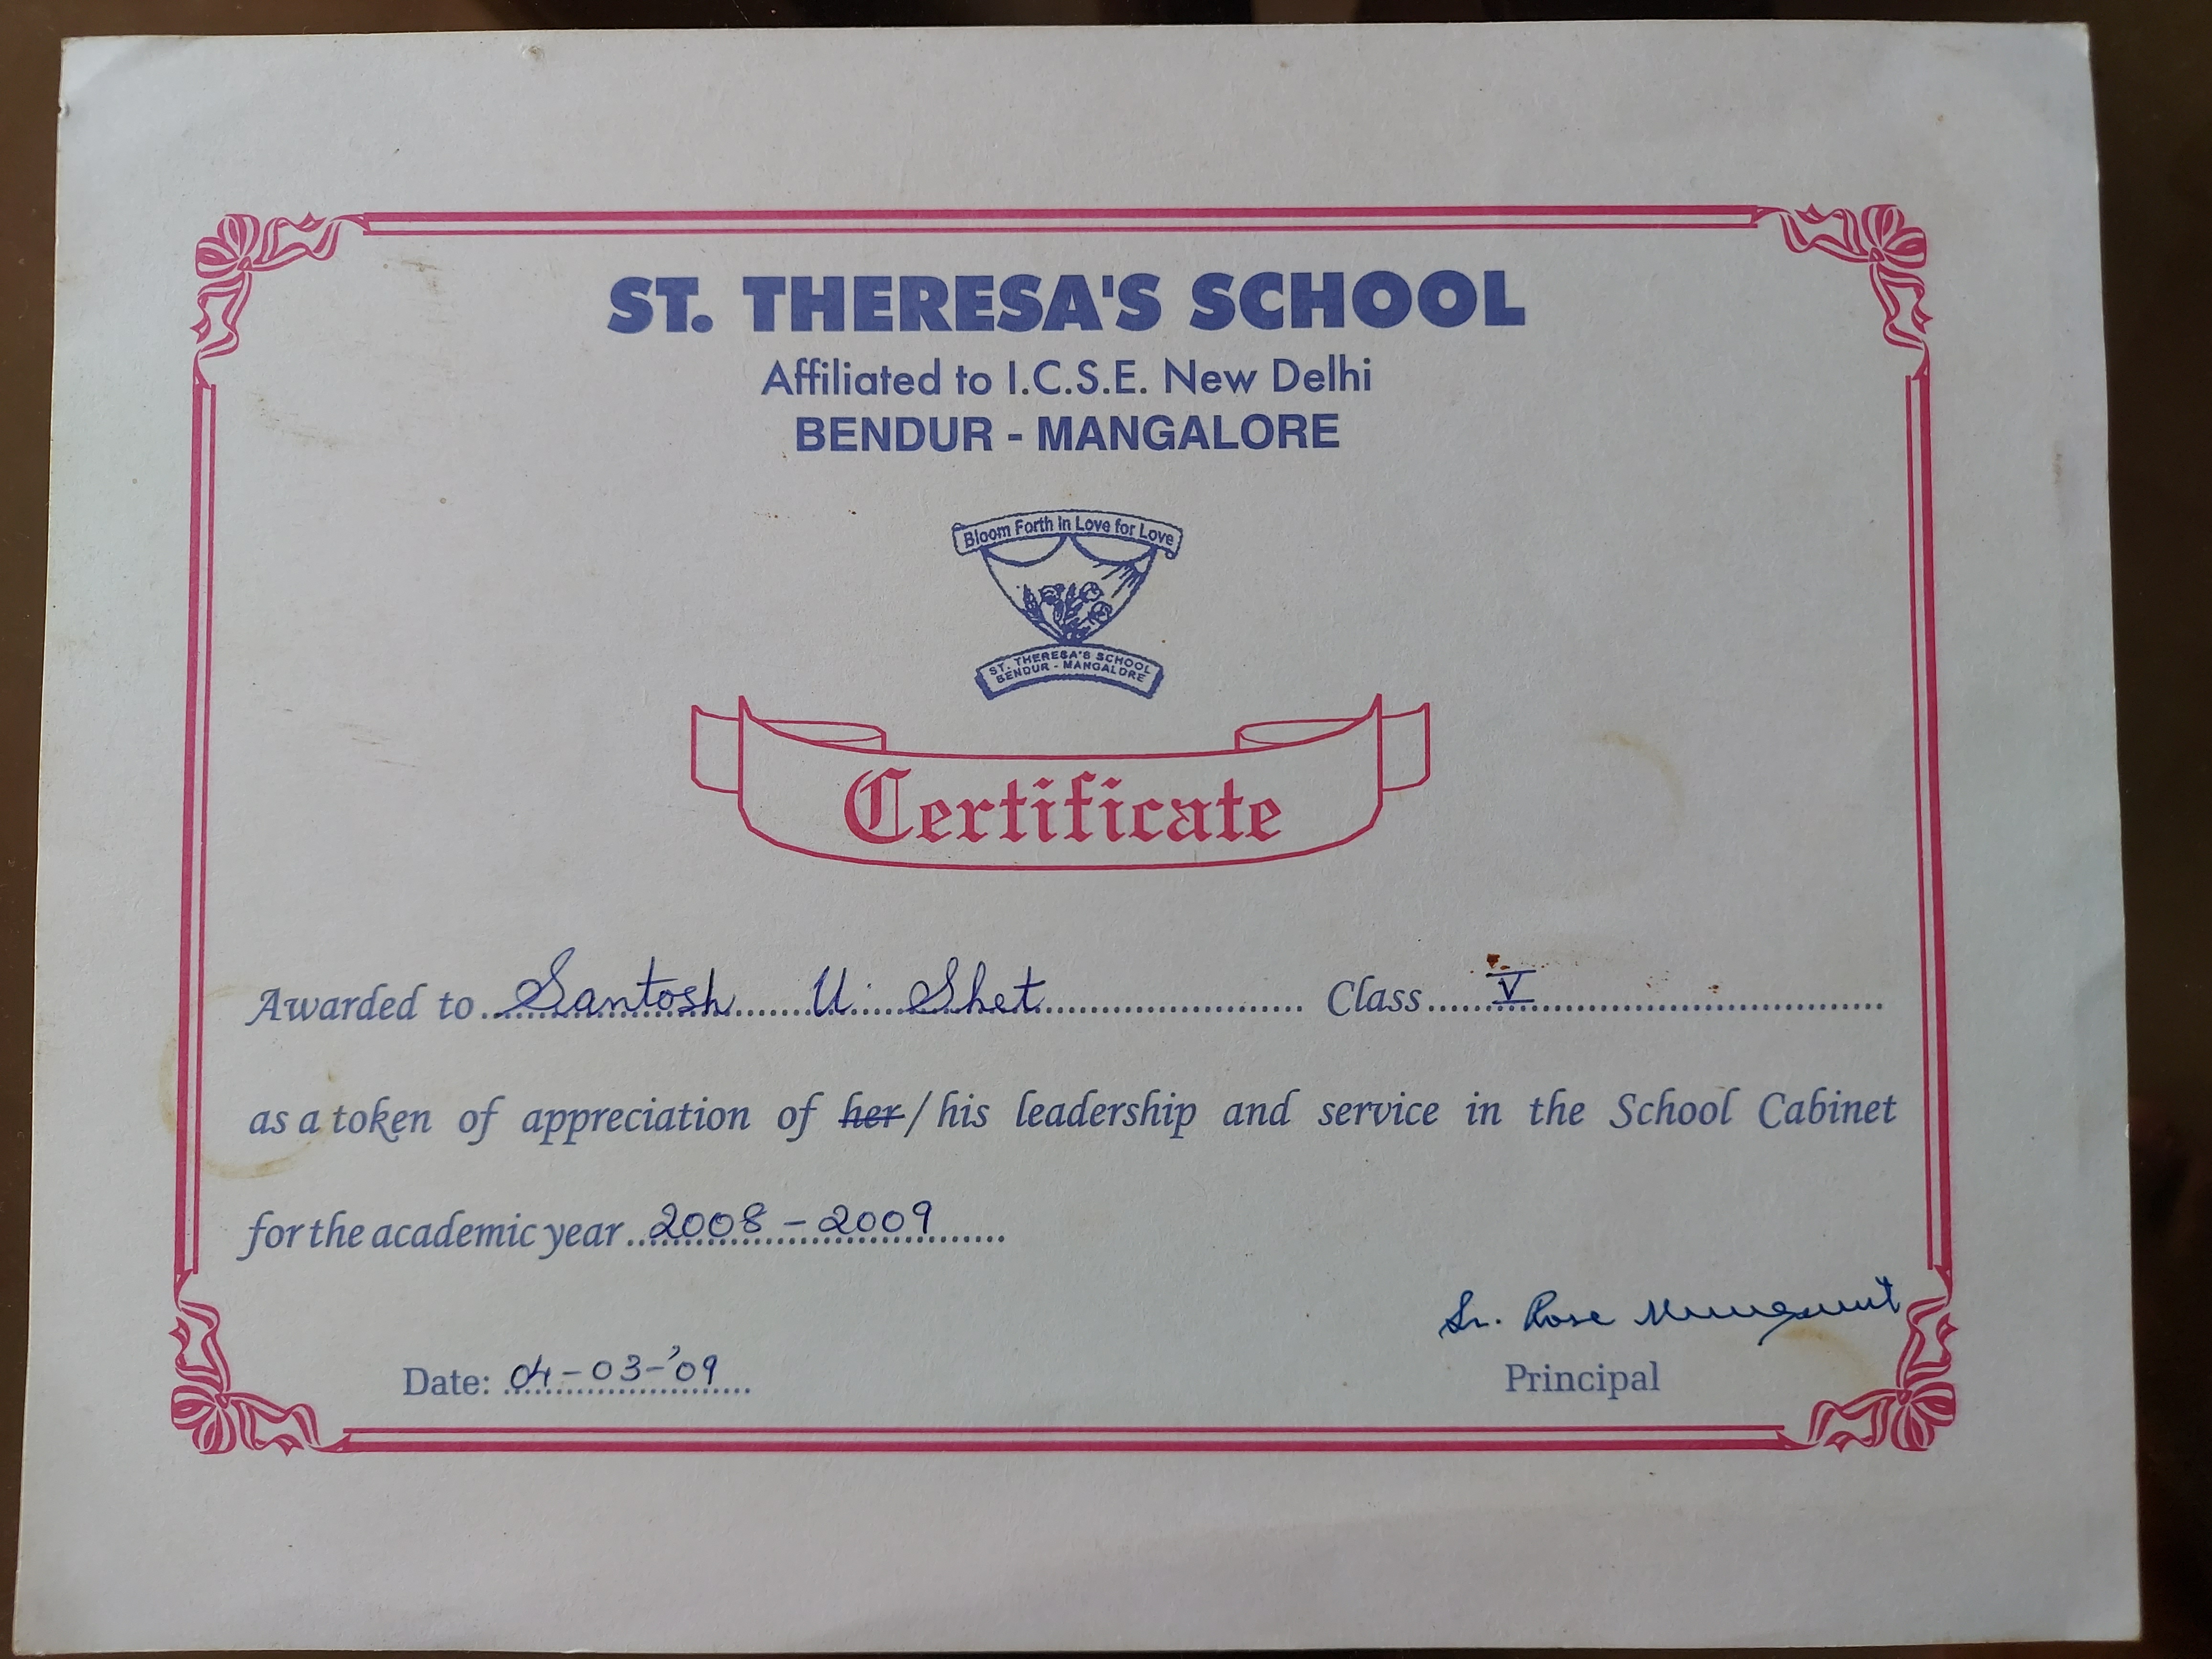 ST. THERESA'S SCHOOL
Affiliated to I.C.S.E. New Delhi
BENDUR - MANGALORE
Bloom Forth In Love for Love
ST. THERESA'S SCHOOL
BENDUR - MANGALORE
Certificate
Awarded to Santosh U. Shet Class V
as a token of appreciation of her / his leadership and service in the School Cabinet
for the academic year 2008 - 2009
Sr. Rose
Date: 04-03-'09
Principal